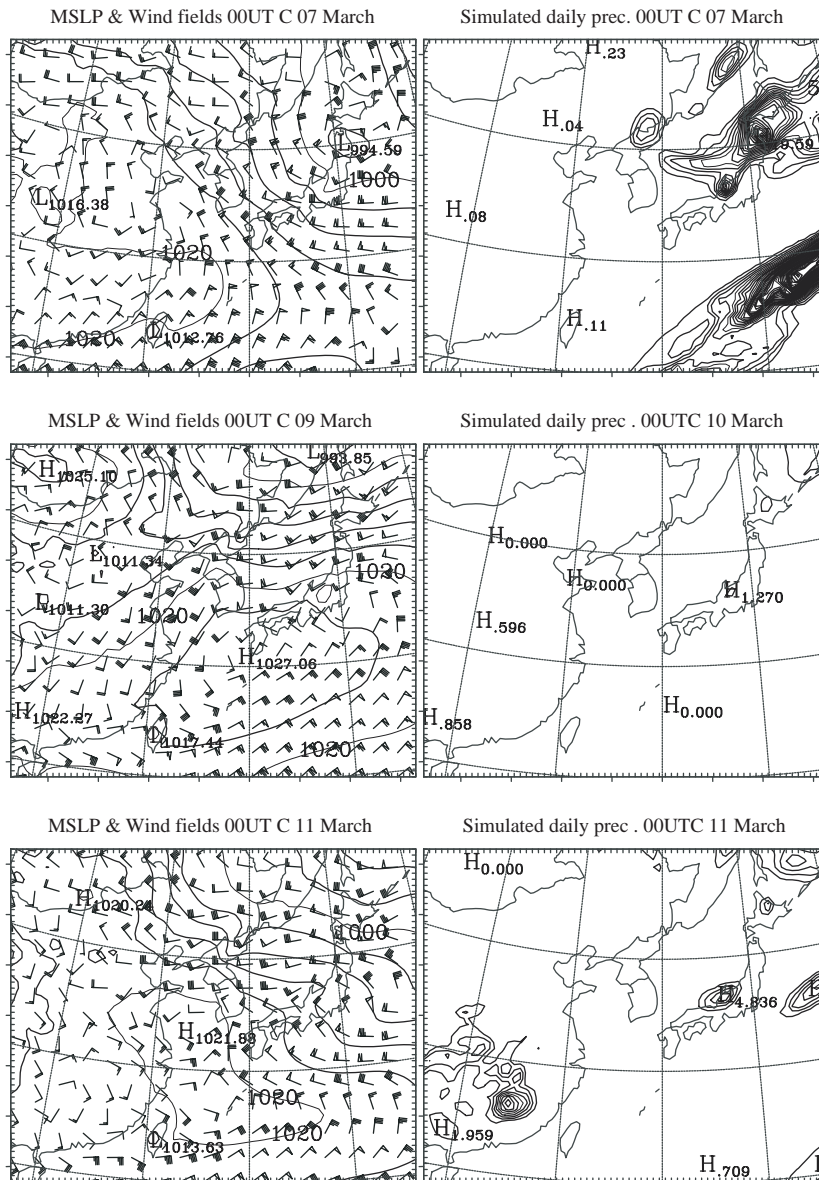 MSLP & Wind fields 00UT C 07 March
L994.59
1000
L1016.38
1020
1020
L1012.76
Simulated daily prec. 00UT C 07 March
H.23
H.04
H.08
H.11
MSLP & Wind fields 00UT C 09 March
L993.85
H1025.10
L1011.34
1020
L1011.30
1020
H1027.06
H1022.27
L1017.44
1020
Simulated daily prec . 00UTC 10 March
H0.000
H0.000
H1.270
H.596
H0.000
H.858
MSLP & Wind fields 00UT C 11 March
H1020.24
1000
H1021.83
1020
1020
L1013.63
Simulated daily prec . 00UTC 11 March
H0.000
H4.836
H1.959
H.709